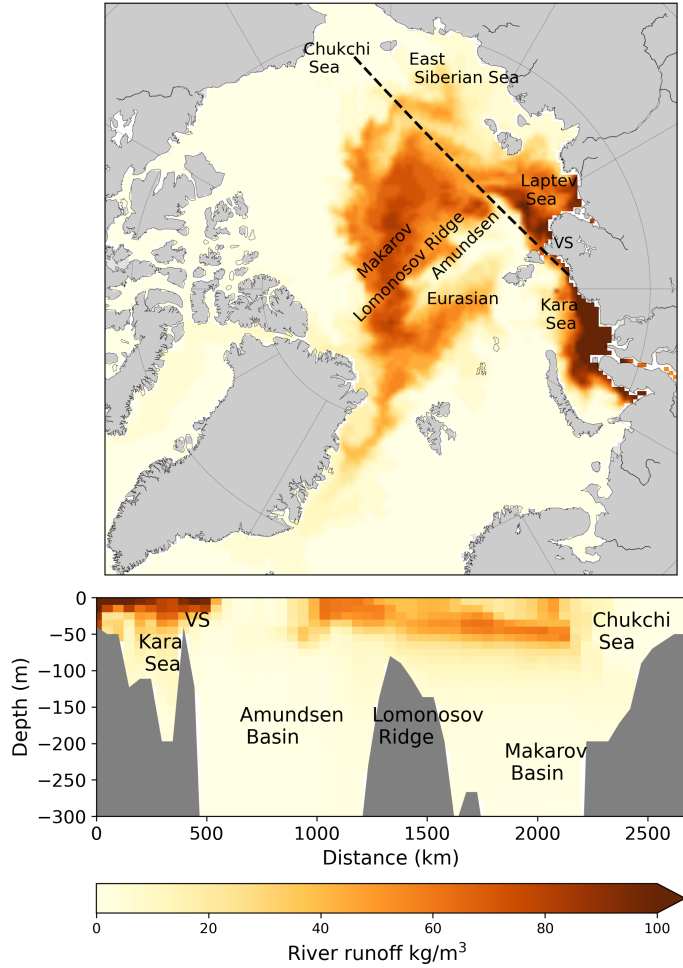 Chukchi
Sea
East
Siberian Sea
Laptev
Sea
VS
Makarov
Lomonosov Ridge
Amundsen
Eurasian
Kara
Sea
0
−50
−100
−150
−200
−250
−300
Depth (m)
VS
Kara
Sea
Chukchi
Sea
Amundsen
Basin
Lomonosov
Ridge
Makarov
Basin
0 500 1000 1500 2000 2500
Distance (km)
0 20 40 60 80 100
River runoff kg/m³